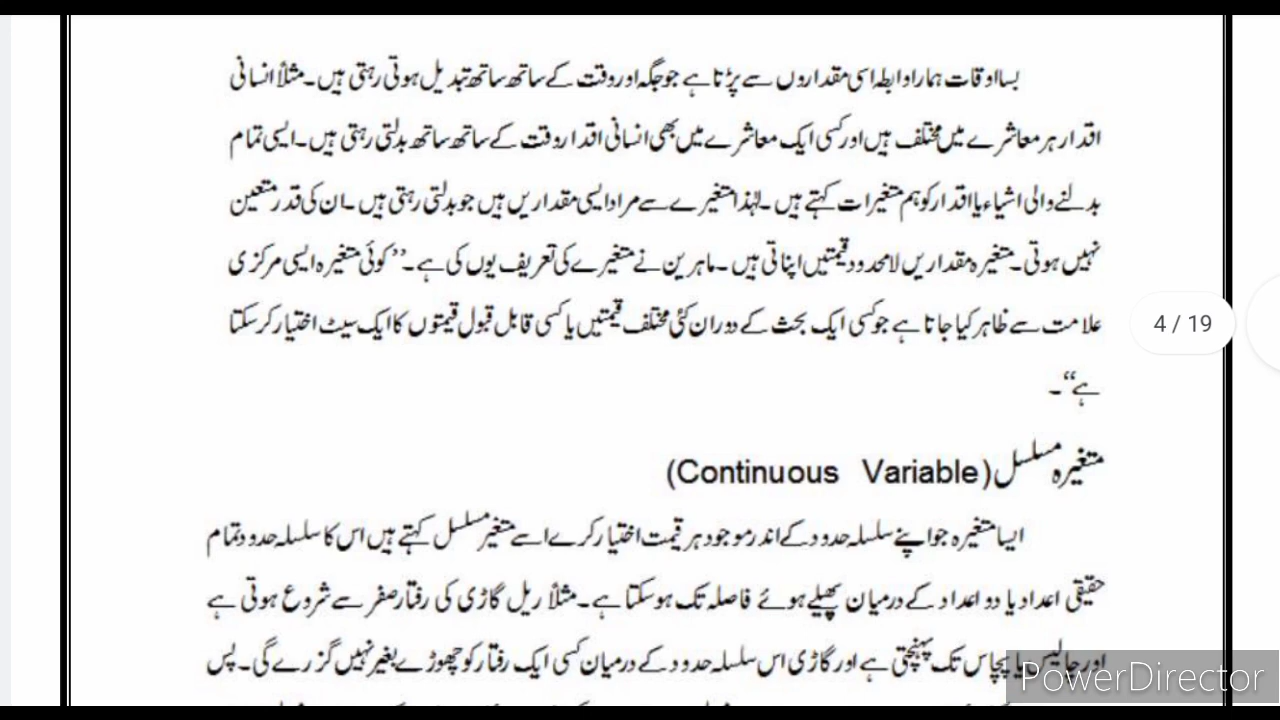 بسااوقات ہمارا وابطہ اسی مقداروں سے پڑتا ہے جو جگہ اور وقت کے ساتھ ساتھ تبدیل ہوتی رہتی ہیں۔ مثلاً انسانی
اقدار ہر معاشرے میں مختلف ہیں اور کسی ایک معاشرے میں بھی انسانی اقدار وقت کے ساتھ ساتھ بدلتی رہتی ہیں۔ ایسی تمام
بدلنے والی اشیاء یا اقدار کو ہم متغیرات کہتے ہیں۔ لہٰذا متغیرے سے مراد ایسی مقداریں ہیں جو بدلتی رہتی ہیں۔ ان کی قدر متعین
نہیں ہوتی۔ متغیرہ مقداریں لامحدود قیمتیں اپناتی ہیں۔ ماہرین نے متغیرے کی تعریف یوں کی ہے۔ ’’کوئی متغیرہ ایسی مرکزی
علامت سے ظاہر کیا جاتا ہے جو کسی ایک بحث کے دوران کئی مختلف قیمتیں یا کسی قابل قبول قیمتوں کا ایک سیٹ اختیار کر سکتا
ہے‘‘۔
متغیرہ مسلسل (Continuous Variable)
ایسا متغیرہ جو اپنے سلسلہ حدود کے اندر موجود ہر قیمت اختیار کرے اسے متغیر مسلسل کہتے ہیں اس کا سلسلہ حدود تمام
حقیقی اعداد یا دو اعداد کے درمیان پھیلے ہوئے فاصلہ تک ہو سکتا ہے۔ مثلاً ریل گاڑی کی رفتار صفر سے شروع ہوتی ہے
اور چالیس یا پچاس تک پہنچتی ہے اور گاڑی اس سلسلہ حدود کے درمیان کسی ایک رفتار کو چھوڑے بغیر نہیں گزرے گی۔ پس
4 / 19
PowerDirector